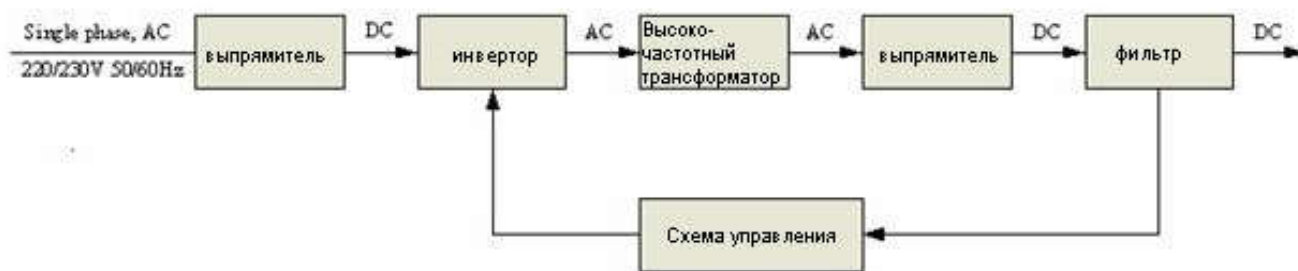 Single phase, AC
220/230V 50/60Hz
выпрямитель
DC
инвертор
AC
Высоко-
частотный
трансформатор
AC
выпрямитель
DC
фильтр
DC
Схема управления